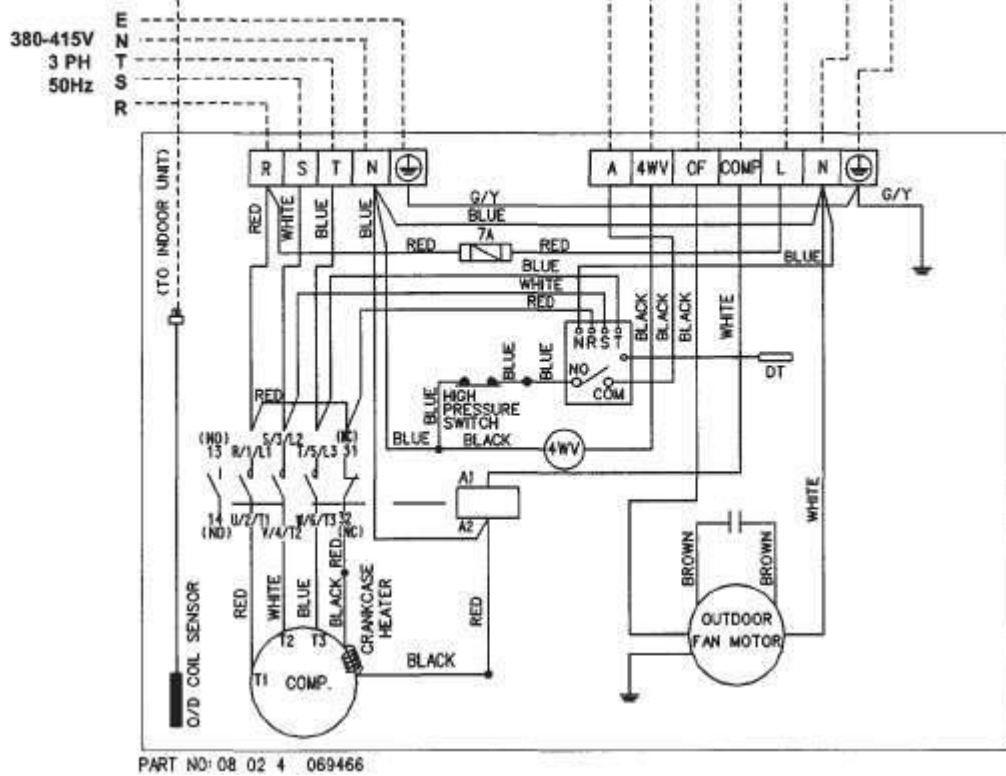 E
380-415V N
3 PH T
50Hz S
R
(TO INDOOR UNIT)
R S T N
A 4WV OF COMP L N
G/Y
G/Y
BLUE
RED WHITE BLUE BLUE
RED 7A RED
BLUE
BLUE
WHITE
RED
BLACK BLACK BLACK WHITE
N R S T
NO
COM
DT
BLUE BLUE
HIGH
PRESSURE
SWITCH
BLUE
RED
BLUE BLACK
4WV
(NO) S/3/L2 (NC)
13 R/1/L1 T/5/L3 31
A1
A2
14 U/2/T1 W/6/T3 32
(NO) V/4/T2 (NC)
WHITE
BROWN BROWN
RED WHITE BLUE BLACK RED
CRANKCASE
HEATER
RED
BLACK
T2 T3
T1 COMP.
OUTDOOR
FAN MOTOR
O/D COIL SENSOR
PART NO: 08 02 4 069466